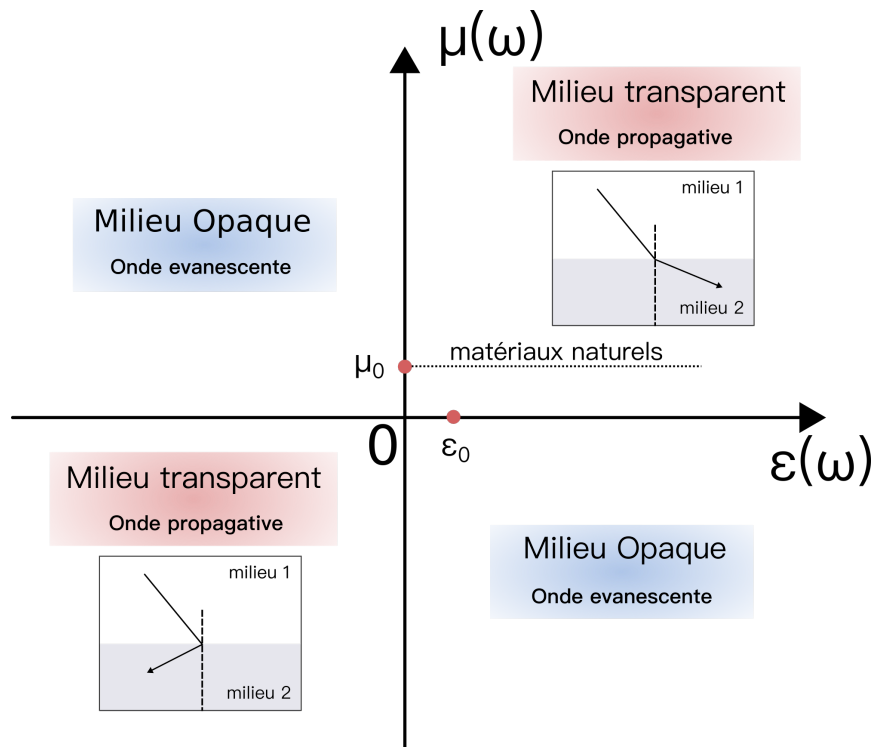 μ(ω)
Milieu transparent
Onde propagative
milieu 1
milieu 2
Milieu Opaque
Onde evanescente
matériaux naturels
μ0
0
ε0
ε(ω)
Milieu transparent
Onde propagative
milieu 1
milieu 2
Milieu Opaque
Onde evanescente